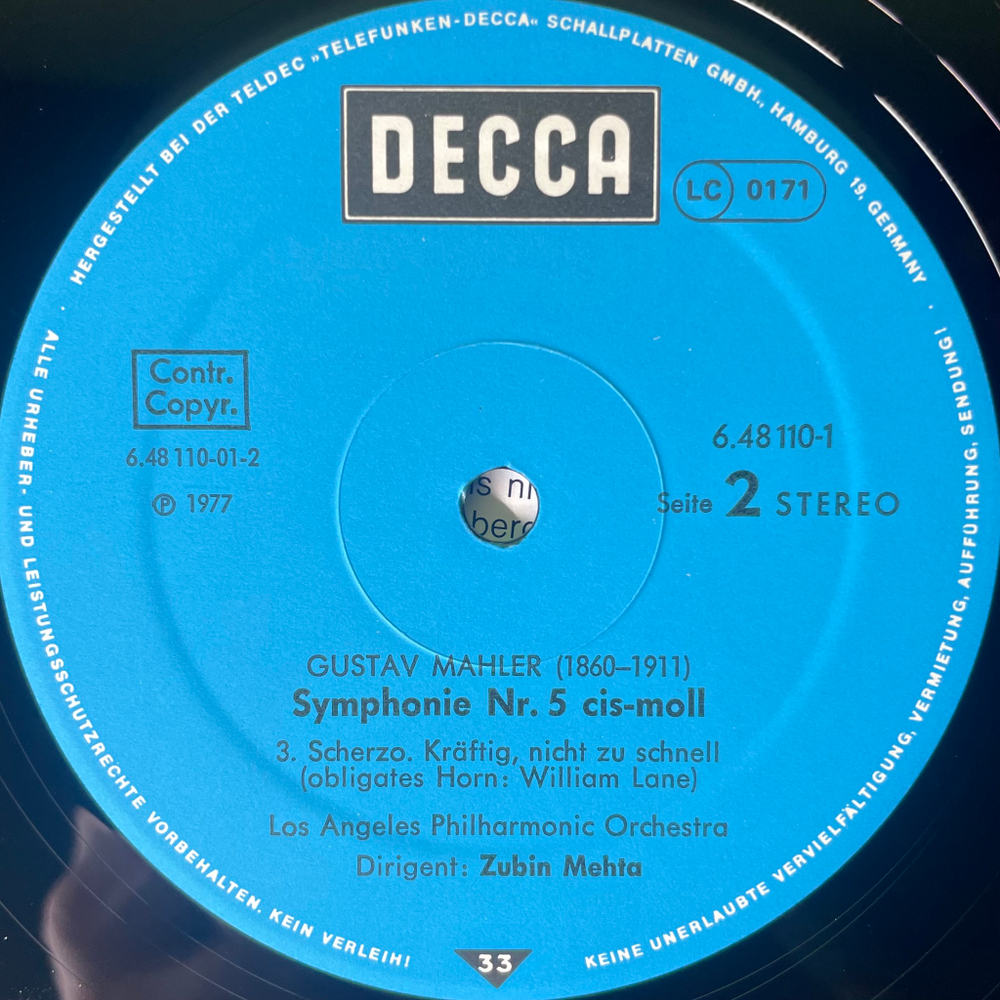 HERGESTELLT BEI DER TELDEC »TELEFUNKEN-DECCA« SCHALLPLATTEN GMBH., HAMBURG 19, GERMANY ·
DECCA
LC 0171
Contr.
Copyr.
6.48 110-01-2
℗ 1977
6.48 110-1
Seite 2 STEREO
is ni
berg
GUSTAV MAHLER (1860–1911)
Symphonie Nr. 5 cis-moll
3. Scherzo. Kräftig, nicht zu schnell
(obligates Horn: William Lane)
Los Angeles Philharmonic Orchestra
Dirigent: Zubin Mehta
· ALLE URHEBER- UND LEISTUNGSSCHUTZRECHTE VORBEHALTEN. KEIN VERLEIH!
33
KEINE UNERLAUBTE VERVIELFÄLTIGUNG, VERMIETUNG, AUFFÜHRUNG, SENDUNG!